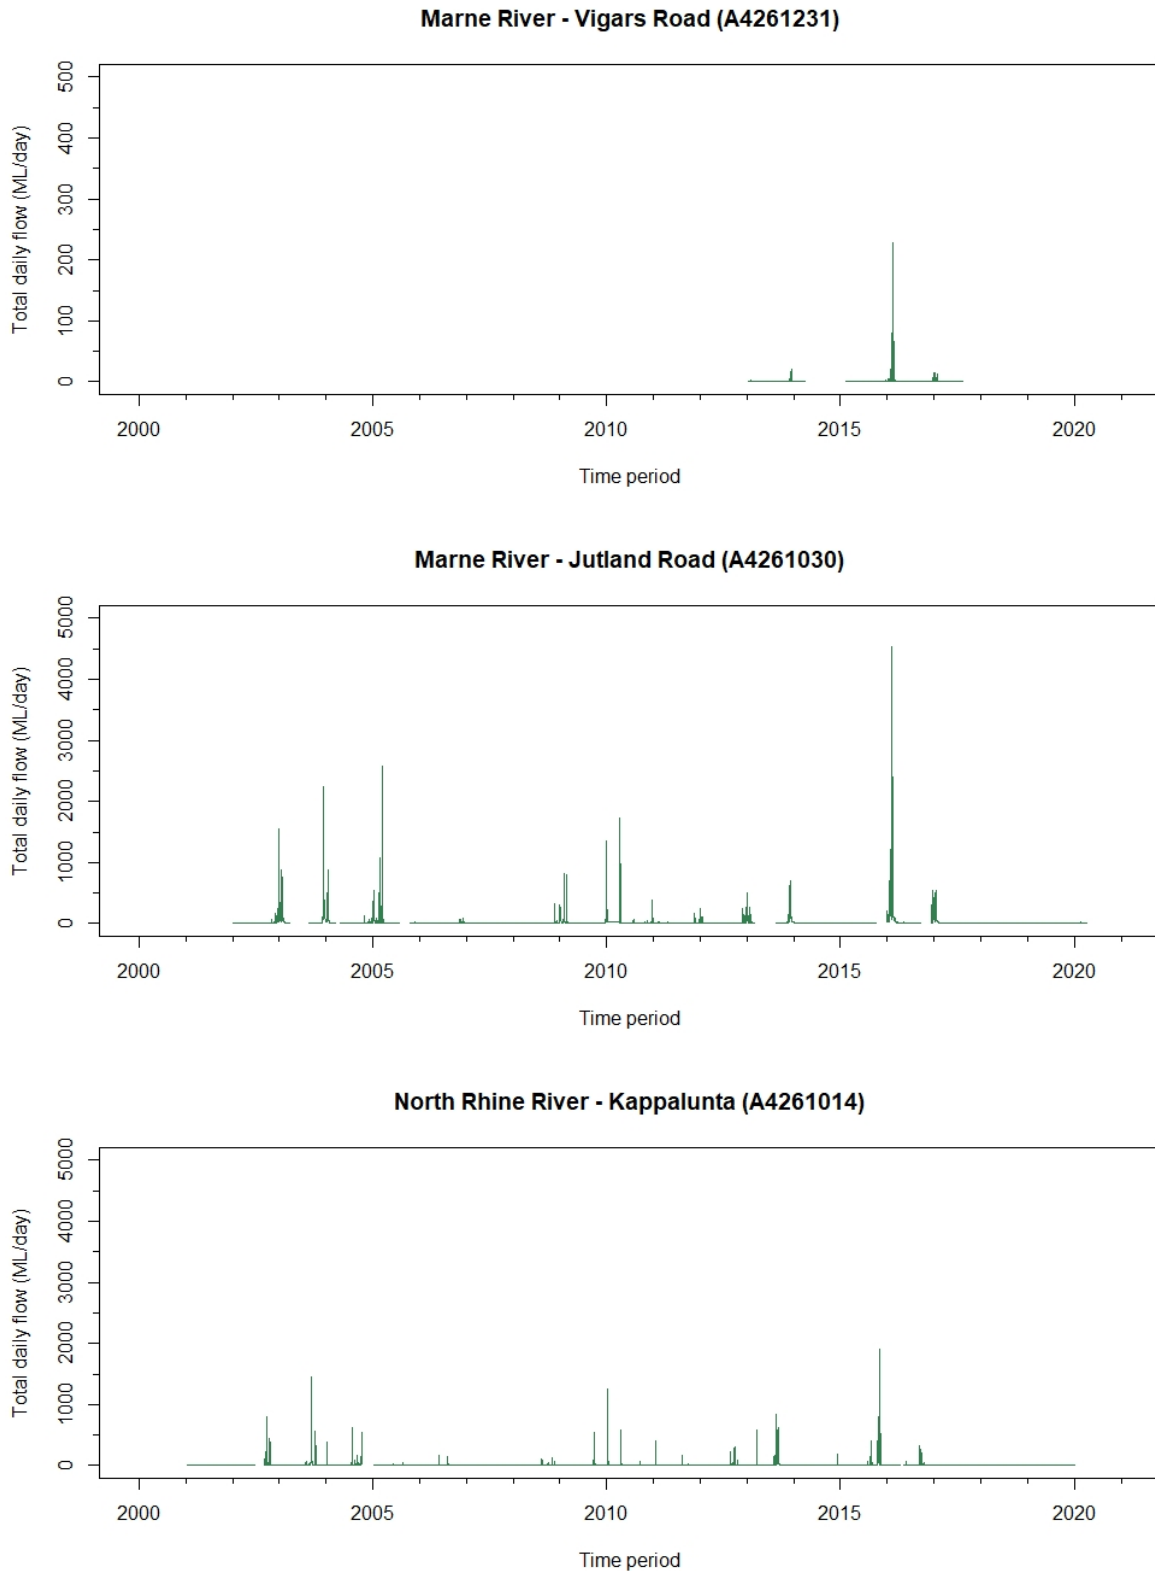 Marne River - Vigars Road (A4261231)
Total daily flow (ML/day)
500
400
300
200
100
0
2000 2005 2010 2015 2020
Time period
Marne River - Jutland Road (A4261030)
Total daily flow (ML/day)
5000
4000
3000
2000
1000
0
2000 2005 2010 2015 2020
Time period
North Rhine River - Kappalunta (A4261014)
Total daily flow (ML/day)
5000
4000
3000
2000
1000
0
2000 2005 2010 2015 2020
Time period